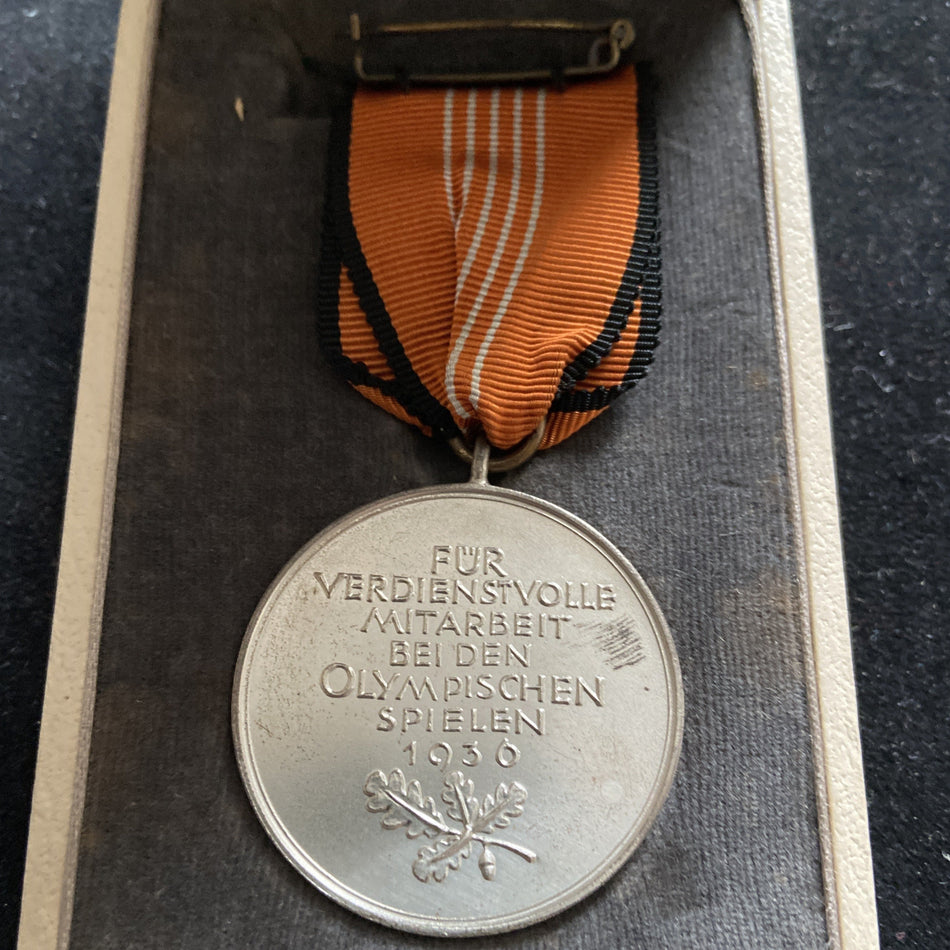 FÜR
VERDIENSTVOLLE
MITARBEIT
BEI DEN
OLYMPISCHEN
SPIELEN
1936